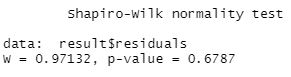 Shapiro-Wilk normality test
data:  result$residuals
W = 0.97132, p-value = 0.6787